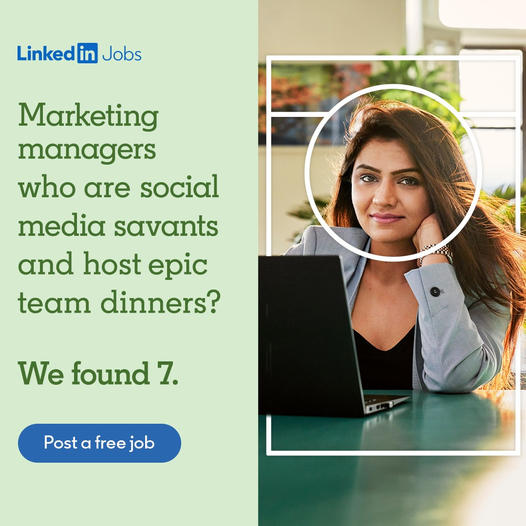 LinkedIn Jobs
Marketing
managers
who are social
media savants
and host epic
team dinners?
We found 7.
Post a free job